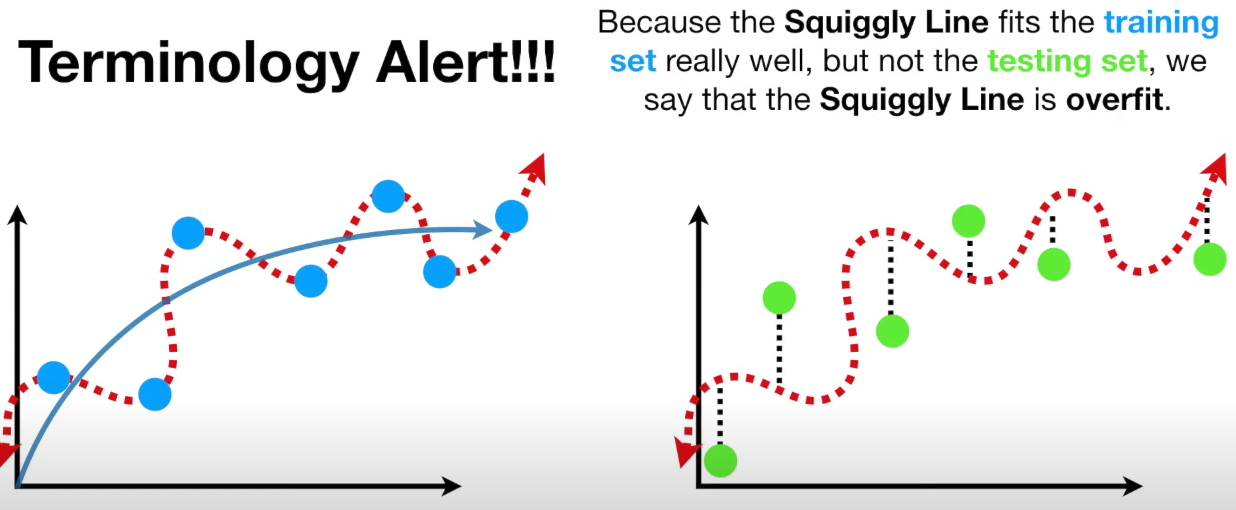 Terminology Alert!!!
Because the Squiggly Line fits the training
set really well, but not the testing set, we
say that the Squiggly Line is overfit.